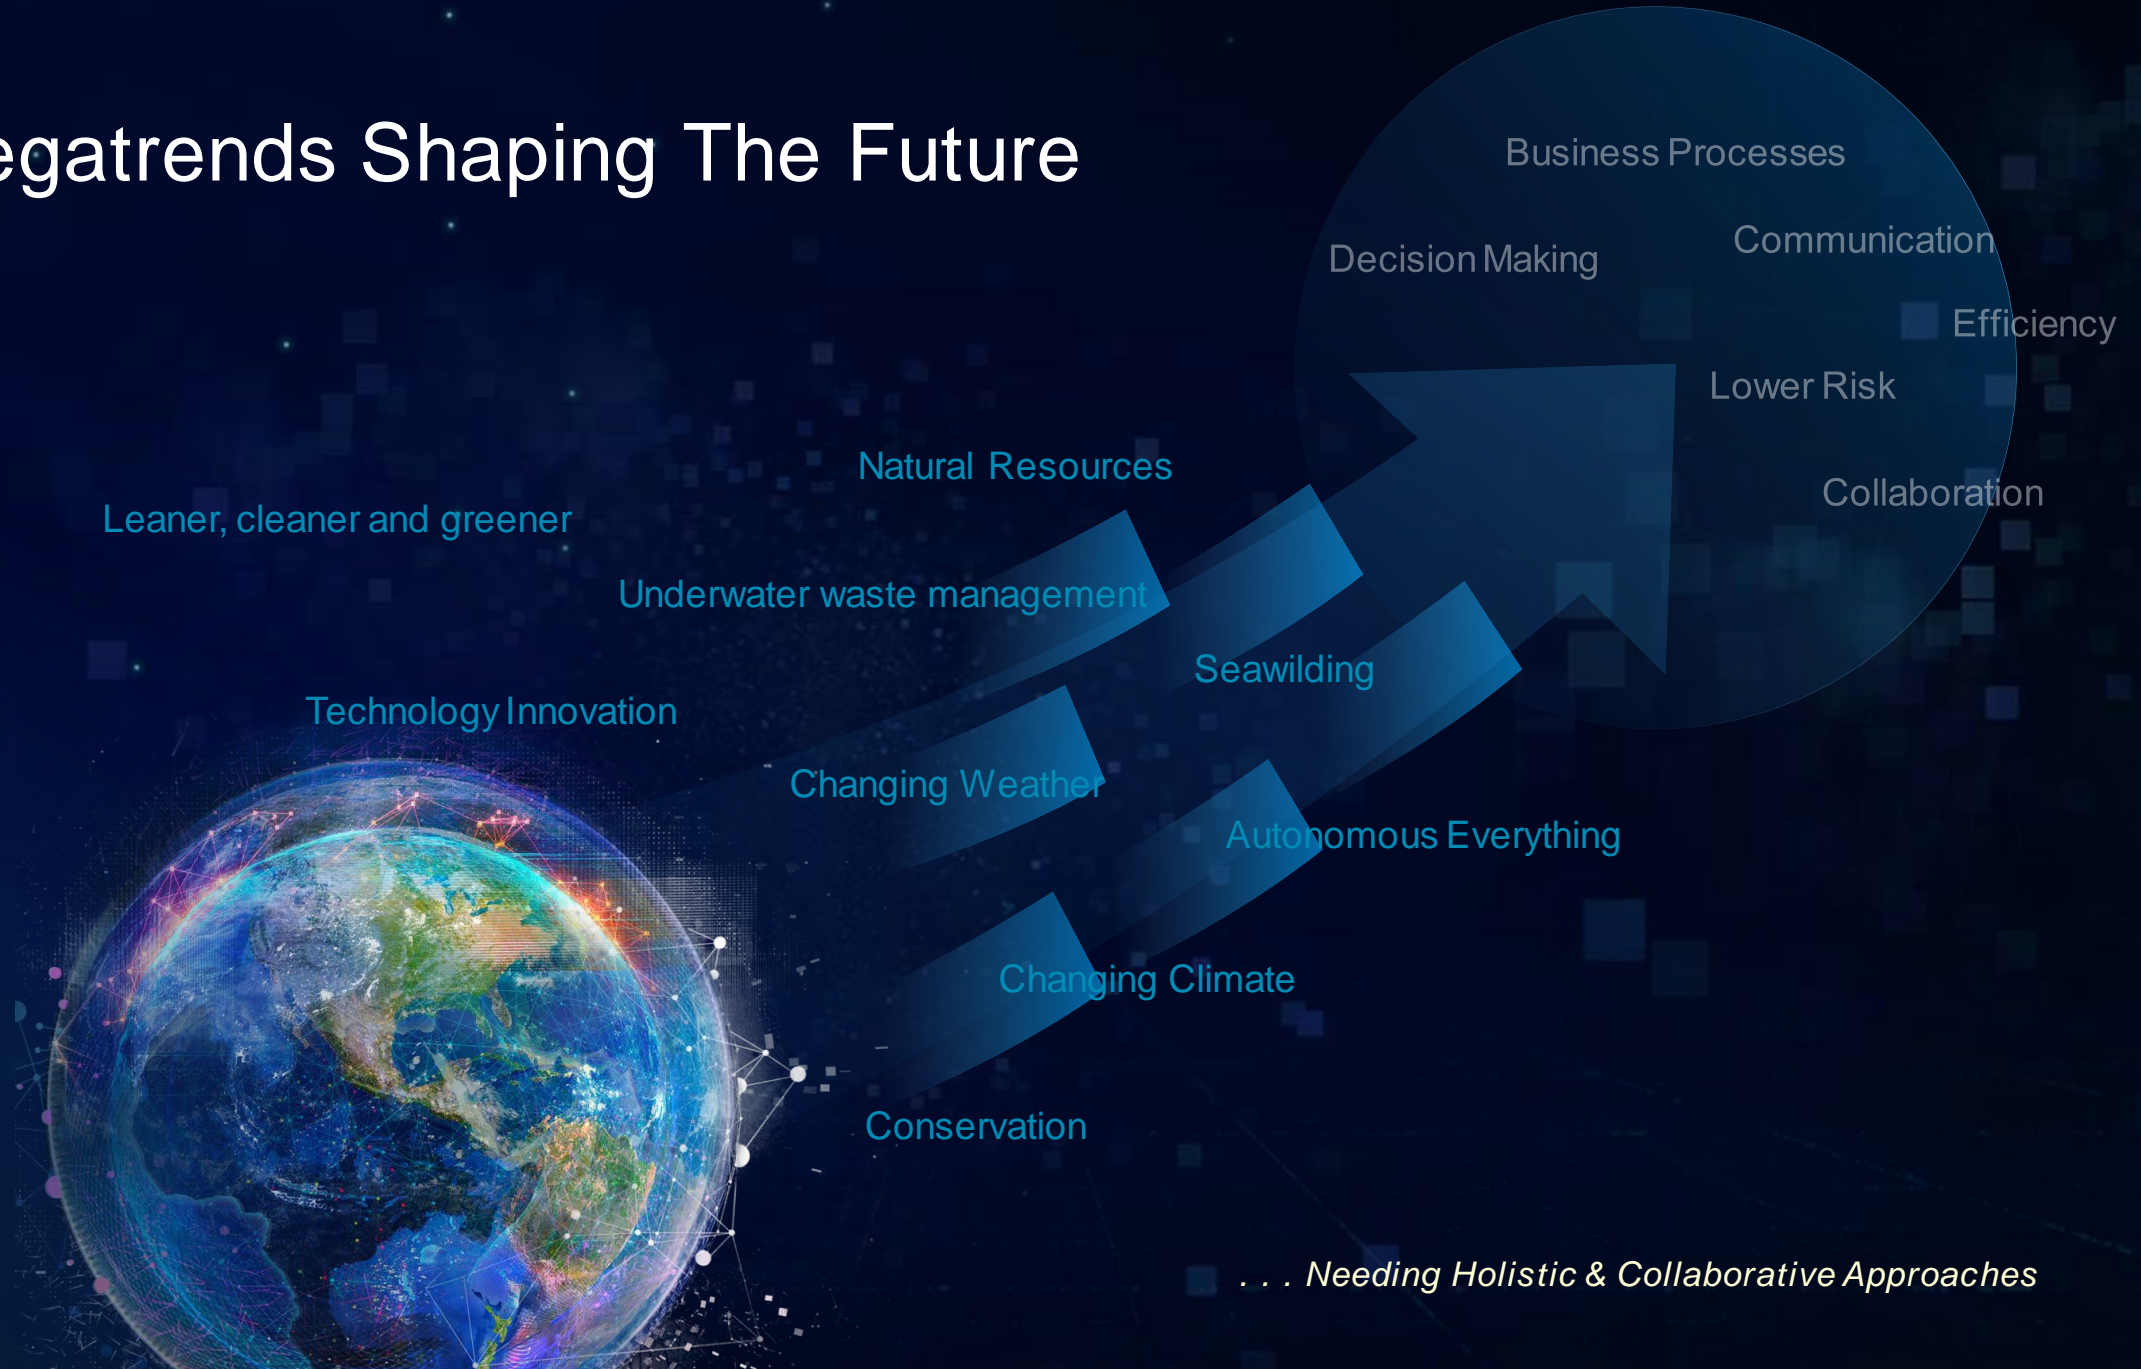 egatrends Shaping The Future
Business Processes
Communication
Decision Making
Efficiency
Lower Risk
Collaboration
Natural Resources
Leaner, cleaner and greener
Underwater waste management
Seawilding
Technology Innovation
Changing Weather
Autonomous Everything
Changing Climate
Conservation
. . . Needing Holistic & Collaborative Approaches